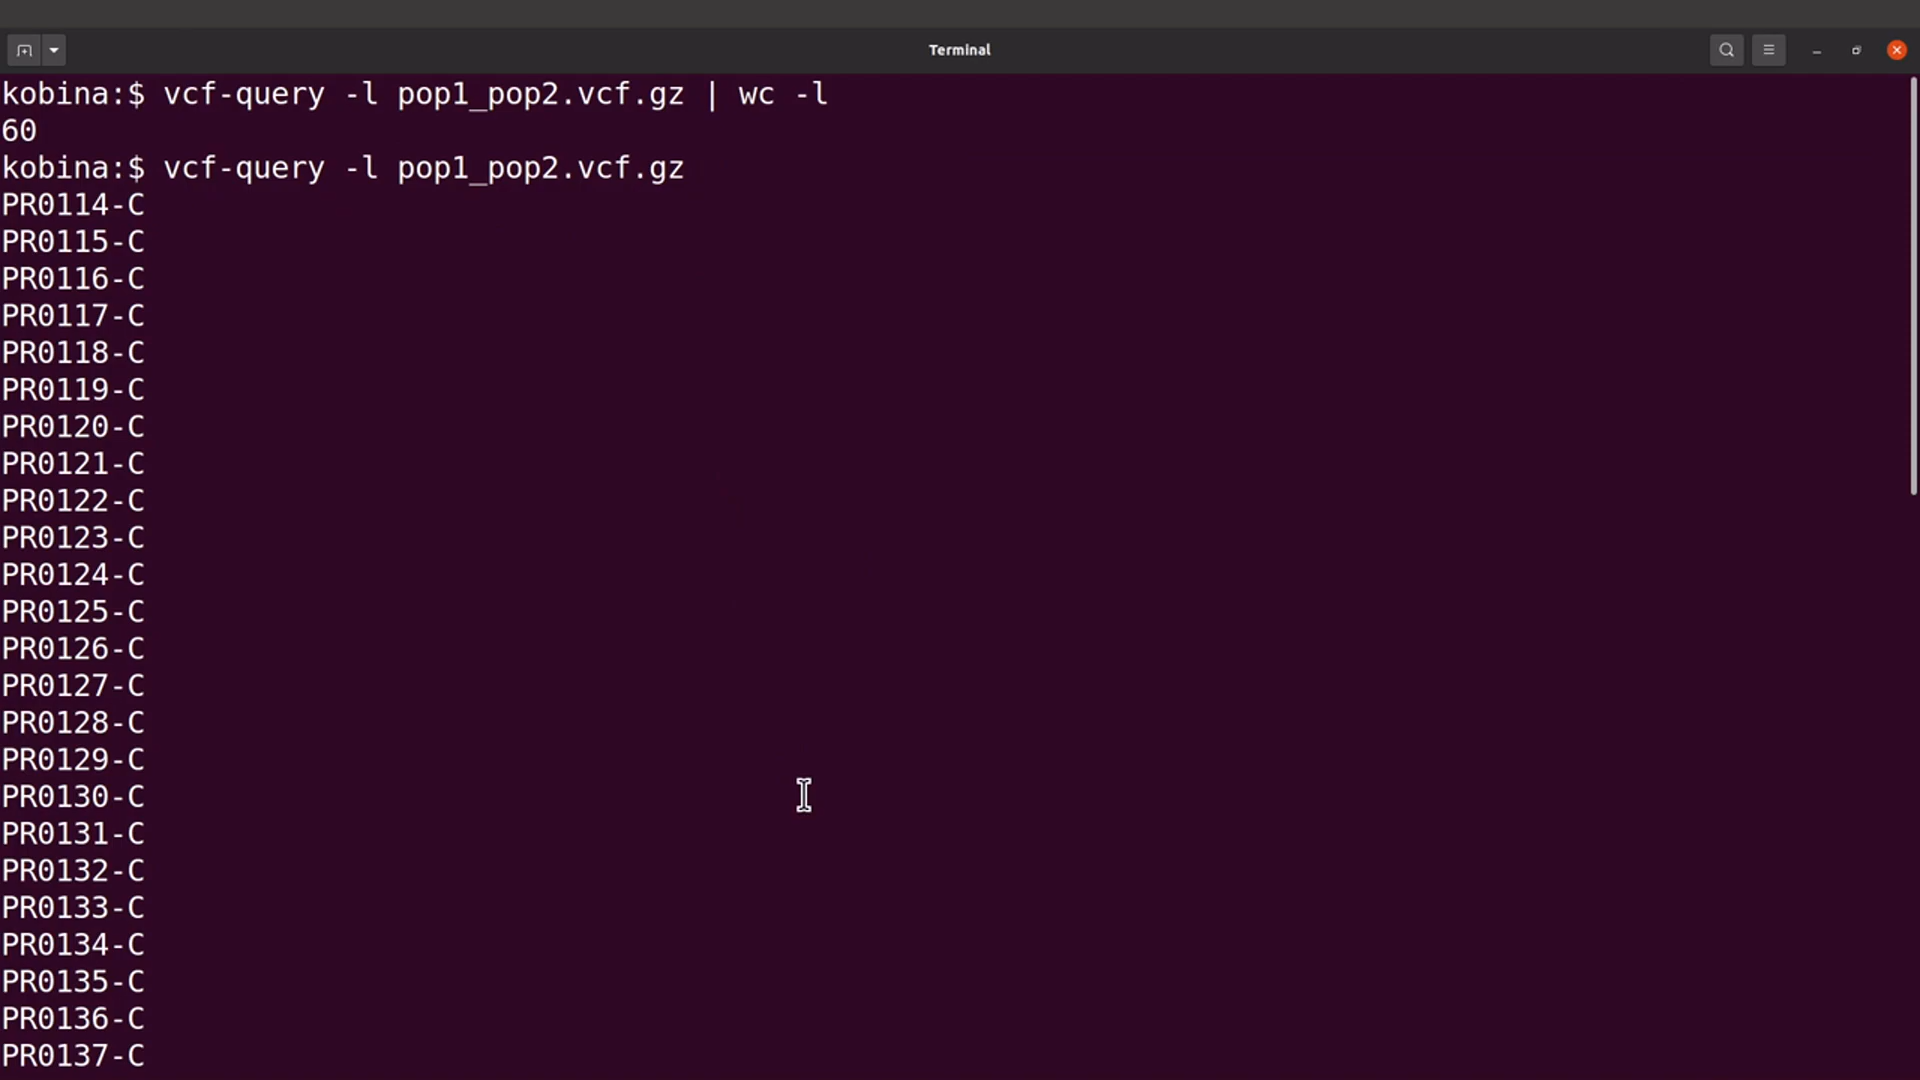 Terminal
kobina:$ vcf-query -l pop1_pop2.vcf.gz | wc -l
60
kobina:$ vcf-query -l pop1_pop2.vcf.gz
PR0114-C
PR0115-C
PR0116-C
PR0117-C
PR0118-C
PR0119-C
PR0120-C
PR0121-C
PR0122-C
PR0123-C
PR0124-C
PR0125-C
PR0126-C
PR0127-C
PR0128-C
PR0129-C
PR0130-C
PR0131-C
PR0132-C
PR0133-C
PR0134-C
PR0135-C
PR0136-C
PR0137-C